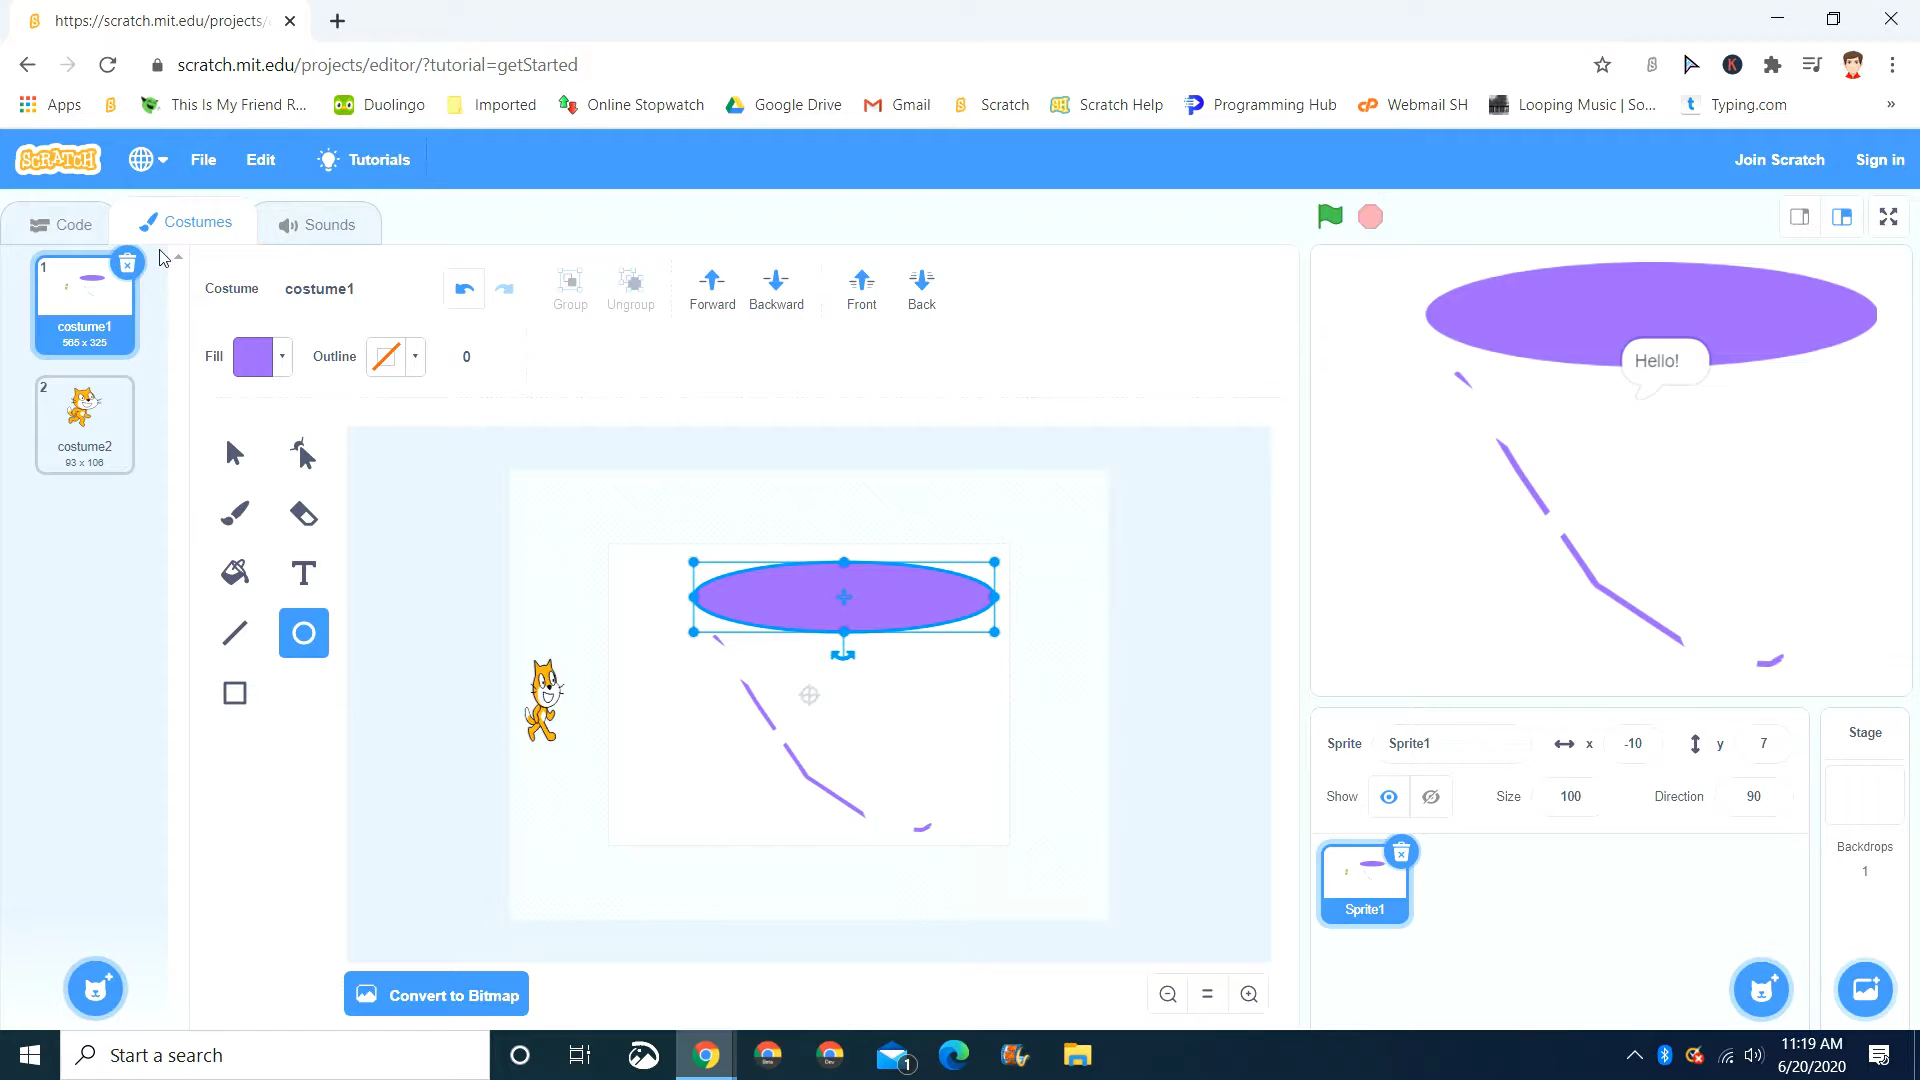 https://scratch.mit.edu/projects/e
scratch.mit.edu/projects/editor/?tutorial=getStarted
K
Apps This Is My Friend R... Duolingo Imported Online Stopwatch Google Drive Gmail Scratch Scratch Help Programming Hub Webmail SH Looping Music | So... Typing.com »
SCRATCH File Edit Tutorials Join Scratch Sign in
Code Costumes Sounds
1
costume1
565 x 325
2
costume2
93 x 106
Costume costume1 Group Ungroup Forward Backward Front Back
Fill Outline 0
T
Convert to Bitmap
Hello!
Sprite Sprite1 x -10 y 7
Show Size 100 Direction 90
Sprite1
Stage
Backdrops
1
Start a search
Beta
Dev
1
11:19 AM
6/20/2020